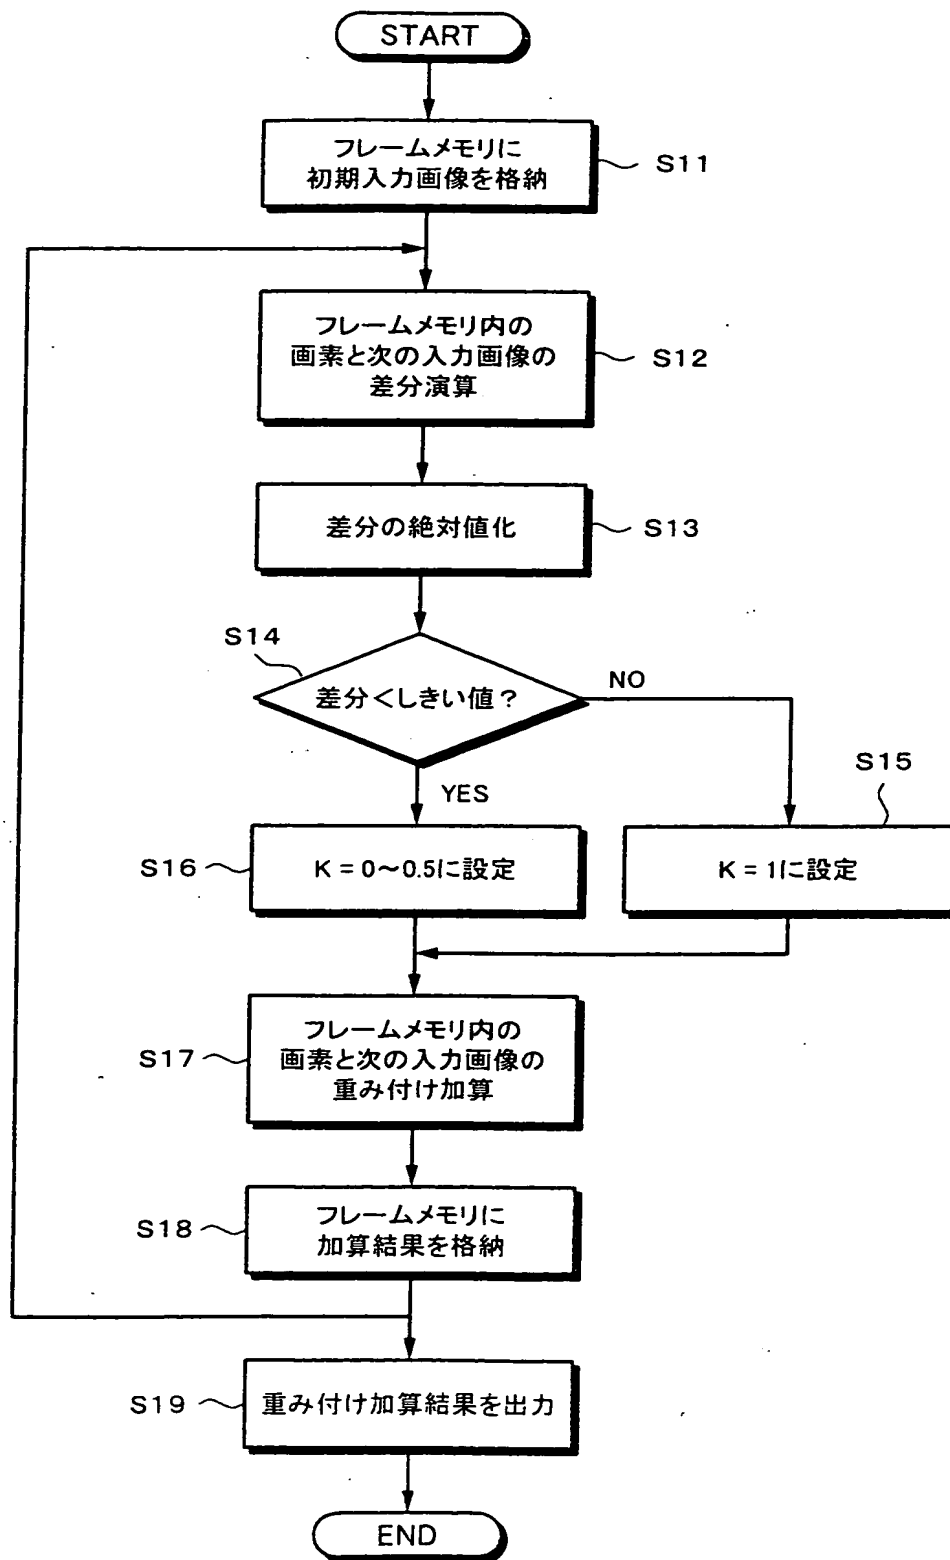 START
フレームメモリに
初期入力画像を格納
S11
フレームメモリ内の
画素と次の入力画像の
差分演算
S12
差分の絶対値化
S13
S14
差分<しきい値?
NO
YES
S15
S16
K = 0~0.5に設定
K = 1に設定
フレームメモリ内の
画素と次の入力画像の
重み付け加算
S17
フレームメモリに
加算結果を格納
S18
S19
重み付け加算結果を出力
END